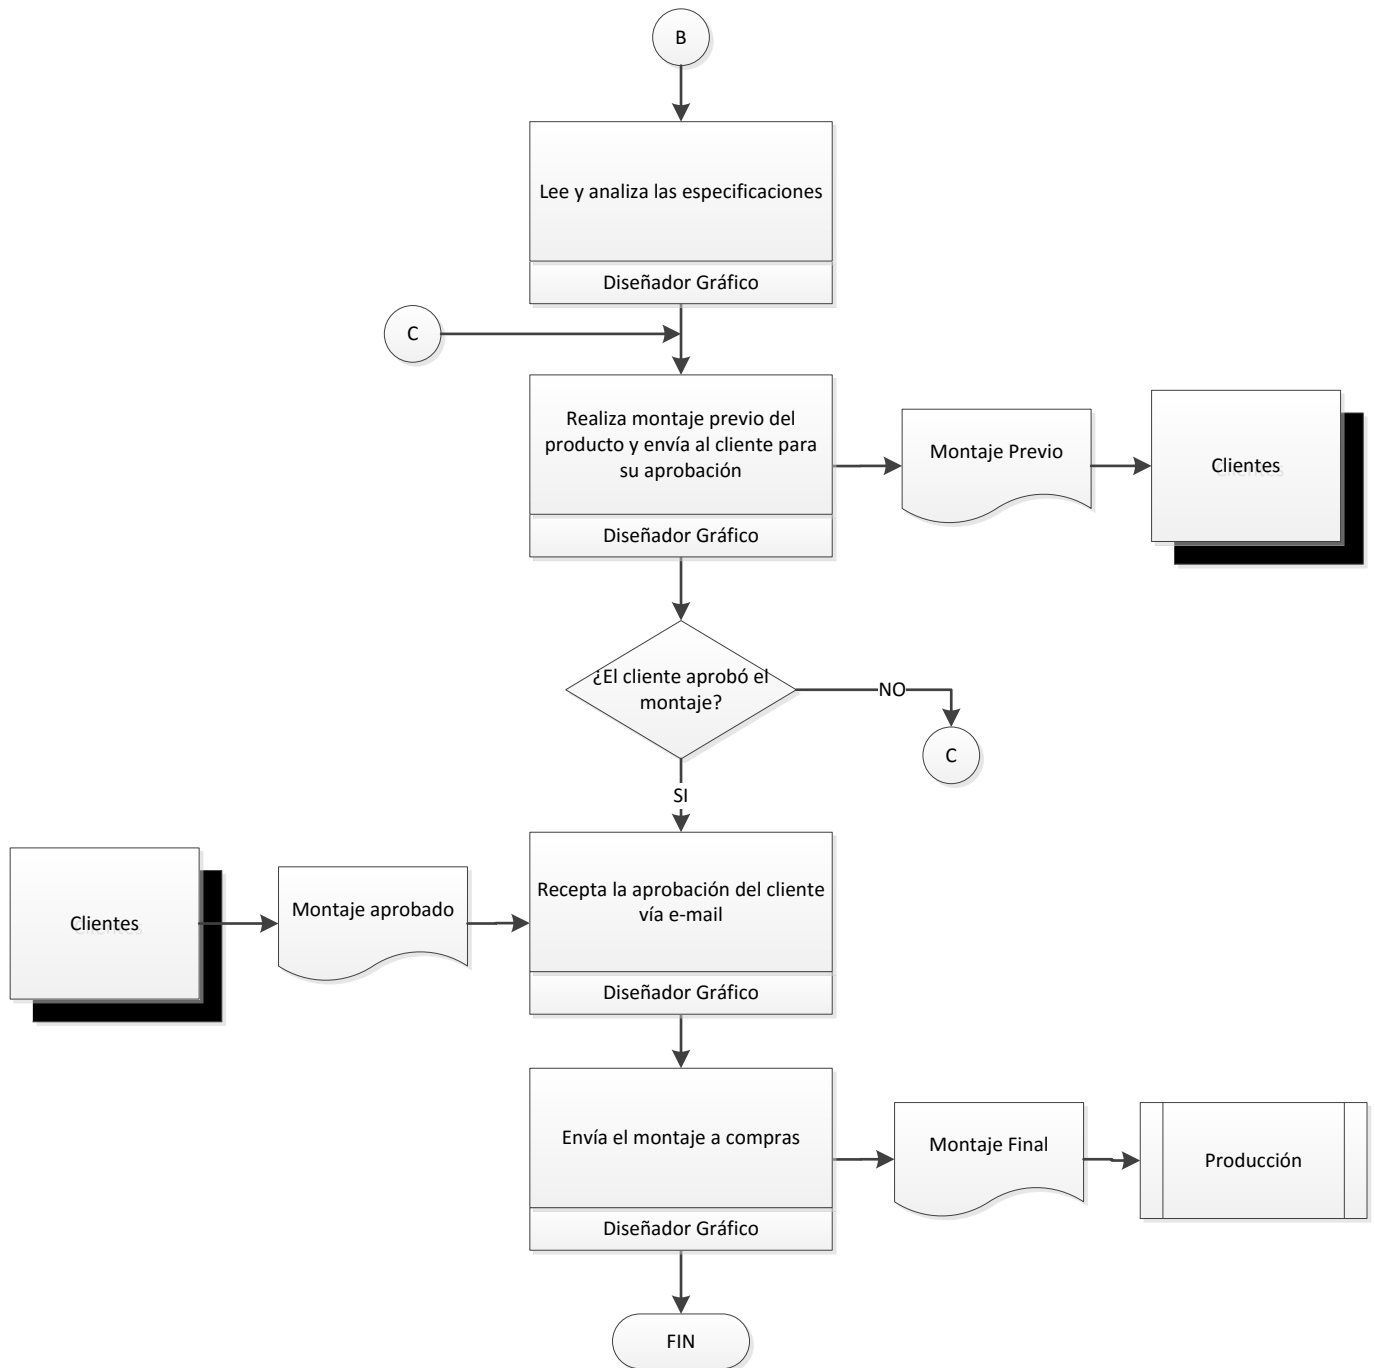 B
Lee y analiza las especificaciones
Diseñador Gráfico
C
Realiza montaje previo del
producto y envía al cliente para
su aprobación
Diseñador Gráfico
Montaje Previo
Clientes
¿El cliente aprobó el
montaje?
NO
C
SI
Clientes
Montaje aprobado
Recepta la aprobación del cliente
vía e-mail
Diseñador Gráfico
Envía el montaje a compras
Diseñador Gráfico
Montaje Final
Producción
FIN